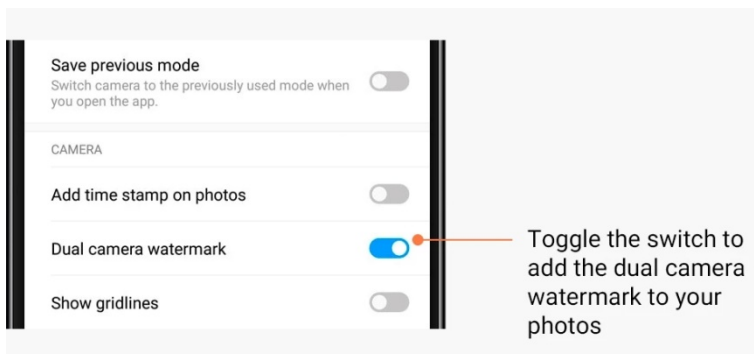 Save previous mode
Switch camera to the previously used mode when
you open the app.
CAMERA
Add time stamp on photos
Dual camera watermark
Show gridlines
Toggle the switch to
add the dual camera
watermark to your
photos